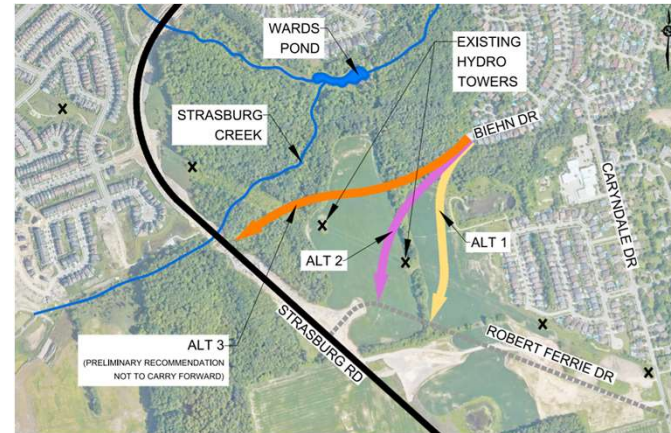 WARDS
POND
EXISTING
HYDRO
TOWERS
STRASBURG
CREEK
BIEHN DR
CARYNDALE DR
ALT 1
ALT 2
ALT 3
(PRELIMINARY RECOMMENDATION
NOT TO CARRY FORWARD)
STRASBURG RD
ROBERT FERRIE DR